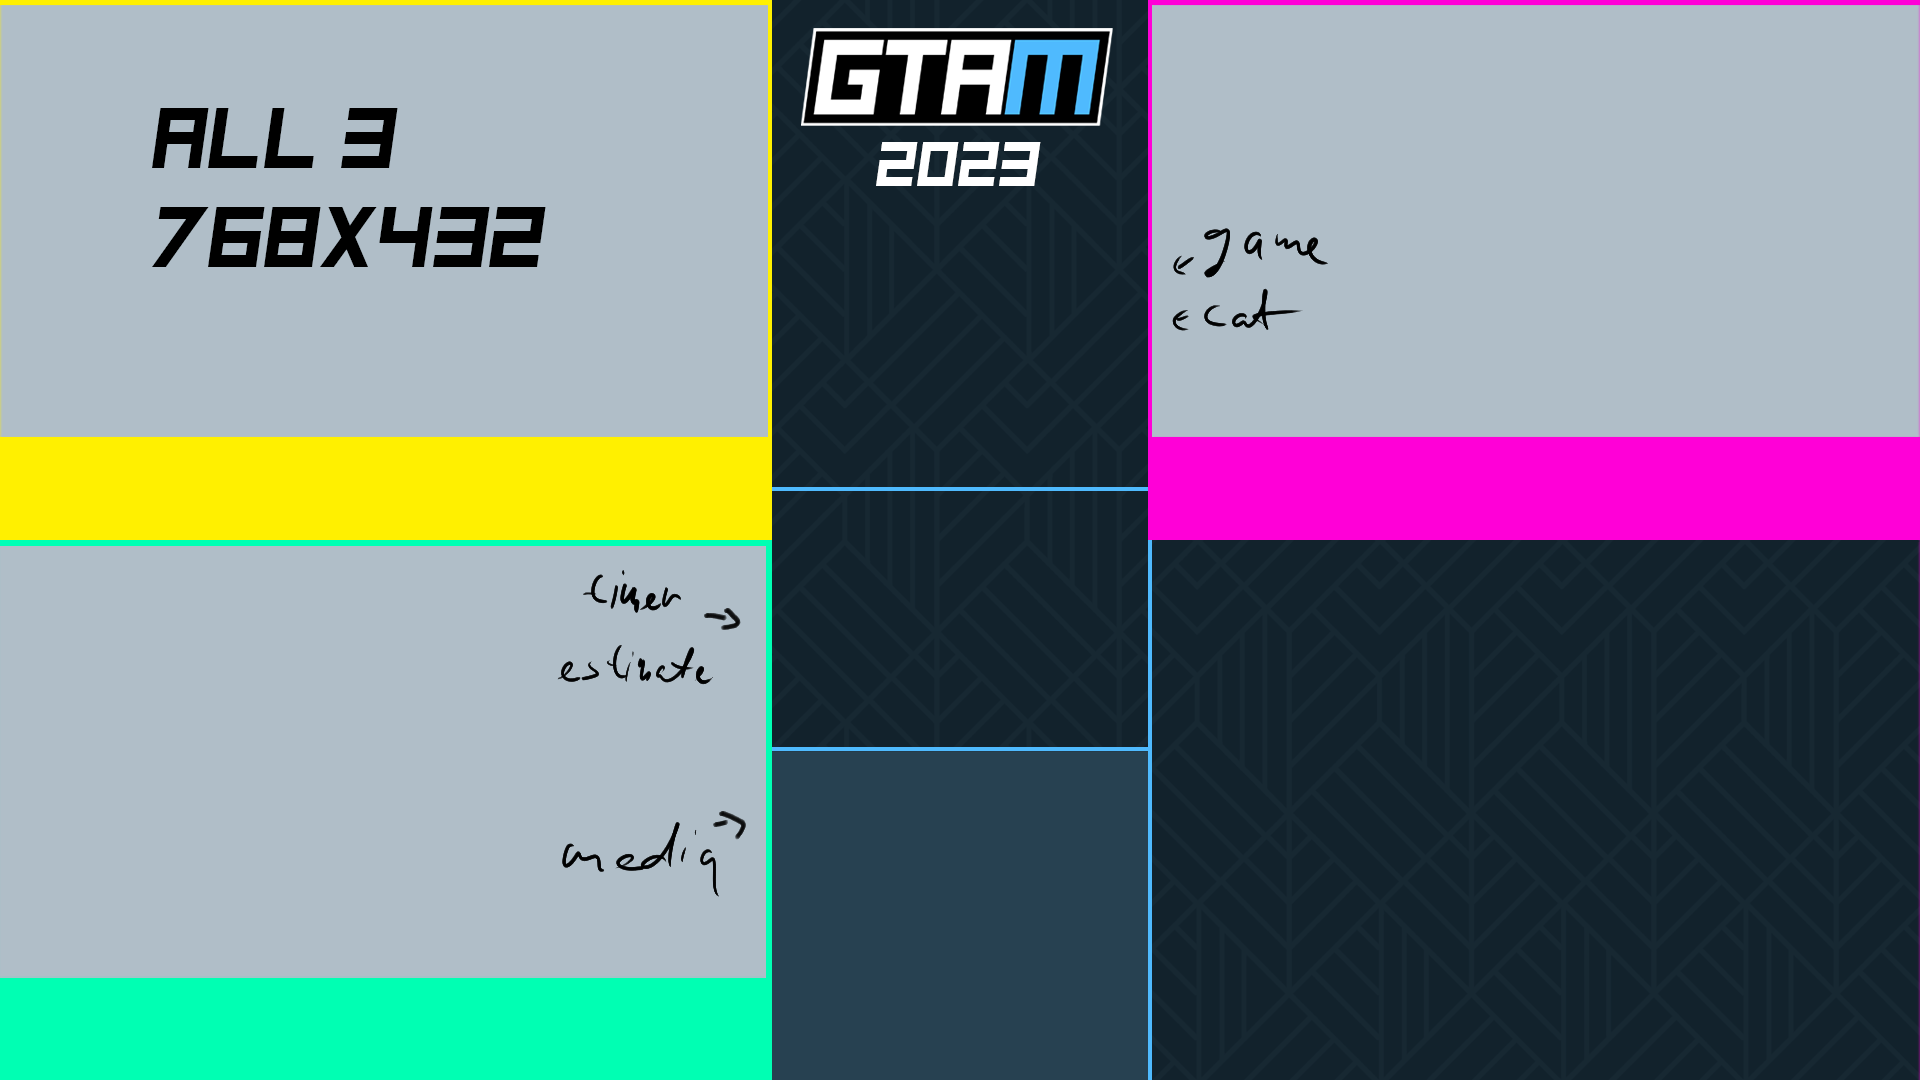 ALL 3
768X432
GTAM
2023
← game
← cat
timer →
estimate
media →